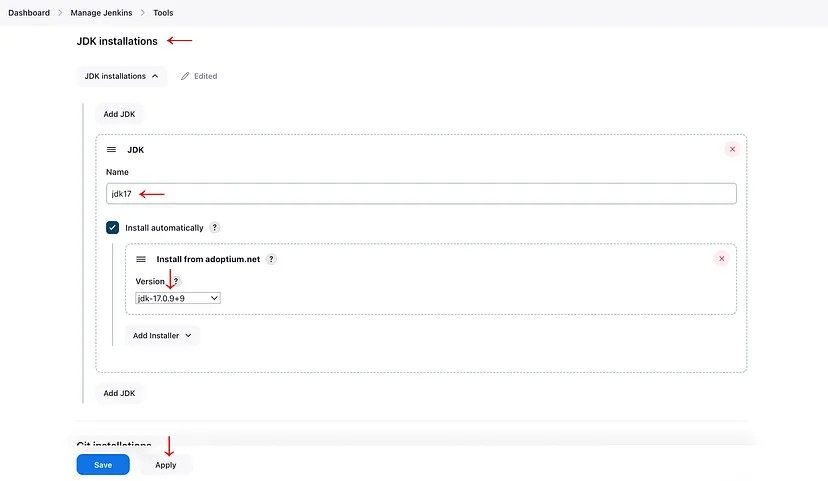 Dashboard > Manage Jenkins > Tools
JDK installations
JDK installations Edited
Add JDK
JDK
Name
jdk17
Install automatically ?
Install from adoptium.net ?
Version ?
jdk-17.0.9+9
Add Installer
Add JDK
Git installations
Save Apply